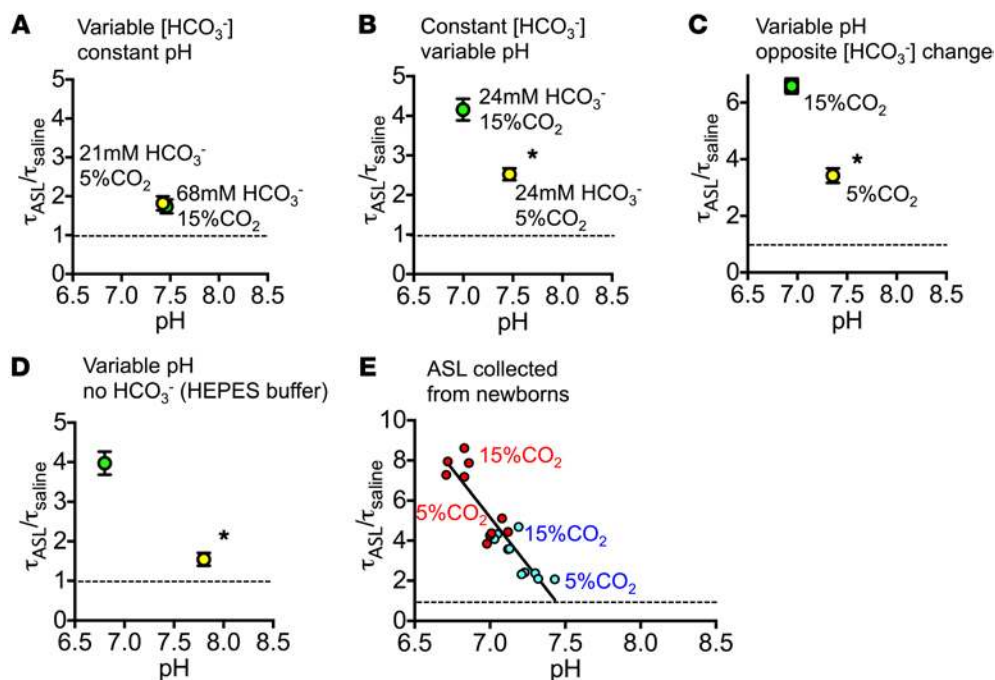 A Variable [HCO₃⁻]
constant pH
5
4
3
2
1
0
τASL/τsaline
21mM HCO₃⁻
5%CO₂
68mM HCO₃⁻
15%CO₂
6.5 7.0 7.5 8.0 8.5
pH
B Constant [HCO₃⁻]
variable pH
5
4
3
2
1
0
τASL/τsaline
24mM HCO₃⁻
15%CO₂
*
24mM HCO₃⁻
5%CO₂
6.5 7.0 7.5 8.0 8.5
pH
C Variable pH
opposite [HCO₃⁻] change
6
4
2
0
τASL/τsaline
15%CO₂
*
5%CO₂
6.5 7.0 7.5 8.0 8.5
pH
D Variable pH
no HCO₃⁻ (HEPES buffer)
5
4
3
2
1
0
τASL/τsaline
*
6.5 7.0 7.5 8.0 8.5
pH
E ASL collected
from newborns
10
8
6
4
2
0
τASL/τsaline
15%CO₂
5%CO₂
15%CO₂
5%CO₂
6.5 7.0 7.5 8.0 8.5
pH